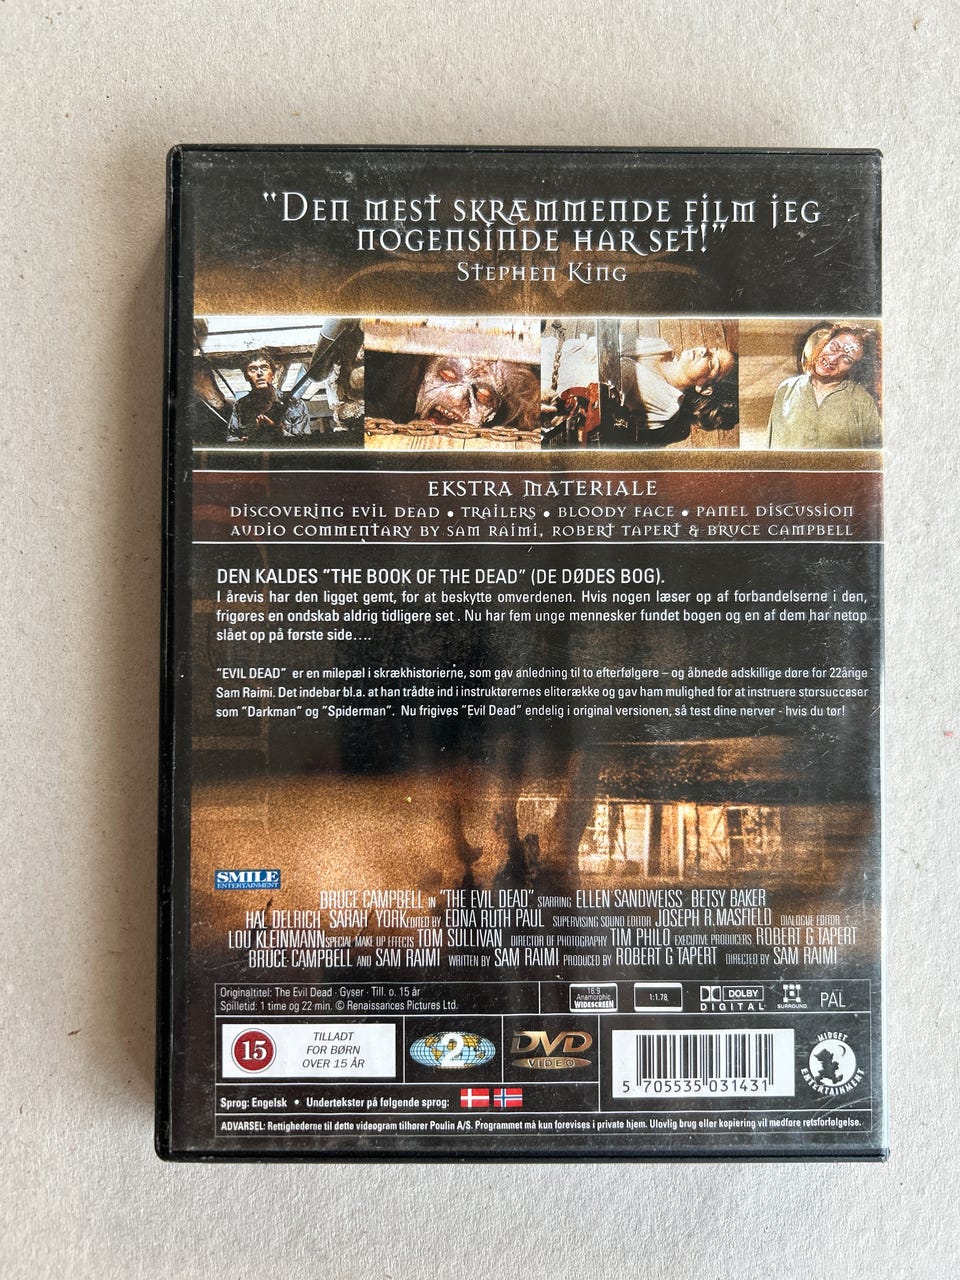 "DEN MEST SKRÆMMENDE FILM JEG
NOGENSINDE HAR SET!"
STEPHEN KING
EKSTRA MATERIALE
DISCOVERING EVIL DEAD • TRAILERS • BLOODY FACE • PANEL DISCUSSION
AUDIO COMMENTARY BY SAM RAIMI, ROBERT TAPERT & BRUCE CAMPBELL
DEN KALDES "THE BOOK OF THE DEAD" (DE DØDES BOG).
I årevis har den ligget gemt, for at beskytte omverdenen. Hvis nogen læser op af forbandelserne i den,
frigøres en ondskab aldrig tidligere set . Nu har fem unge mennesker fundet bogen og en af dem har netop
slået op på første side....
"EVIL DEAD" er en milepæl i skrækhistorierne, som gav anledning til to efterfølgere – og åbnede adskillige døre for 22årige
Sam Raimi. Det indebar bl.a. at han trådte ind i instruktørernes eliterække og gav ham mulighed for at instruere storsucceser
som "Darkman" og "Spiderman". Nu frigives "Evil Dead" endelig i original versionen, så test dine nerver - hvis du tør!
SMILE
ENTERTAINMENT
BRUCE CAMPBELL IN "THE EVIL DEAD" STARRING ELLEN SANDWEISS BETSY BAKER
HAL DELRICH SARAH YORK EDITED BY EDNA RUTH PAUL SUPERVISING SOUND EDITOR JOSEPH R. MASFIELD DIALOGUE EDITOR
LOU KLEINMANN SPECIAL MAKE UP EFFECTS TOM SULLIVAN DIRECTOR OF PHOTOGRAPHY TIM PHILO EXECUTIVE PRODUCERS ROBERT G TAPERT
BRUCE CAMPBELL AND SAM RAIMI WRITTEN BY SAM RAIMI PRODUCED BY ROBERT G TAPERT DIRECTED BY SAM RAIMI
Originaltitel: The Evil Dead · Gyser · Till. o. 15 år
Spilletid: 1 time og 22 min. © Renaissances Pictures Ltd.
16:9
Anamorphic
WIDESCREEN
1:1.78
DOLBY
DIGITAL
SURROUND
PAL
15
TILLADT
FOR BØRN
OVER 15 ÅR
2
DVD
VIDEO
5 705535 031431
MIDGET
ENTERTAINMENT
Sprog: Engelsk • Undertekster på følgende sprog:
ADVARSEL: Rettighederne til dette videogram tilhører Poulin A/S. Programmet må kun forevises i private hjem. Ulovlig brug eller kopiering vil medføre retsforfølgelse.